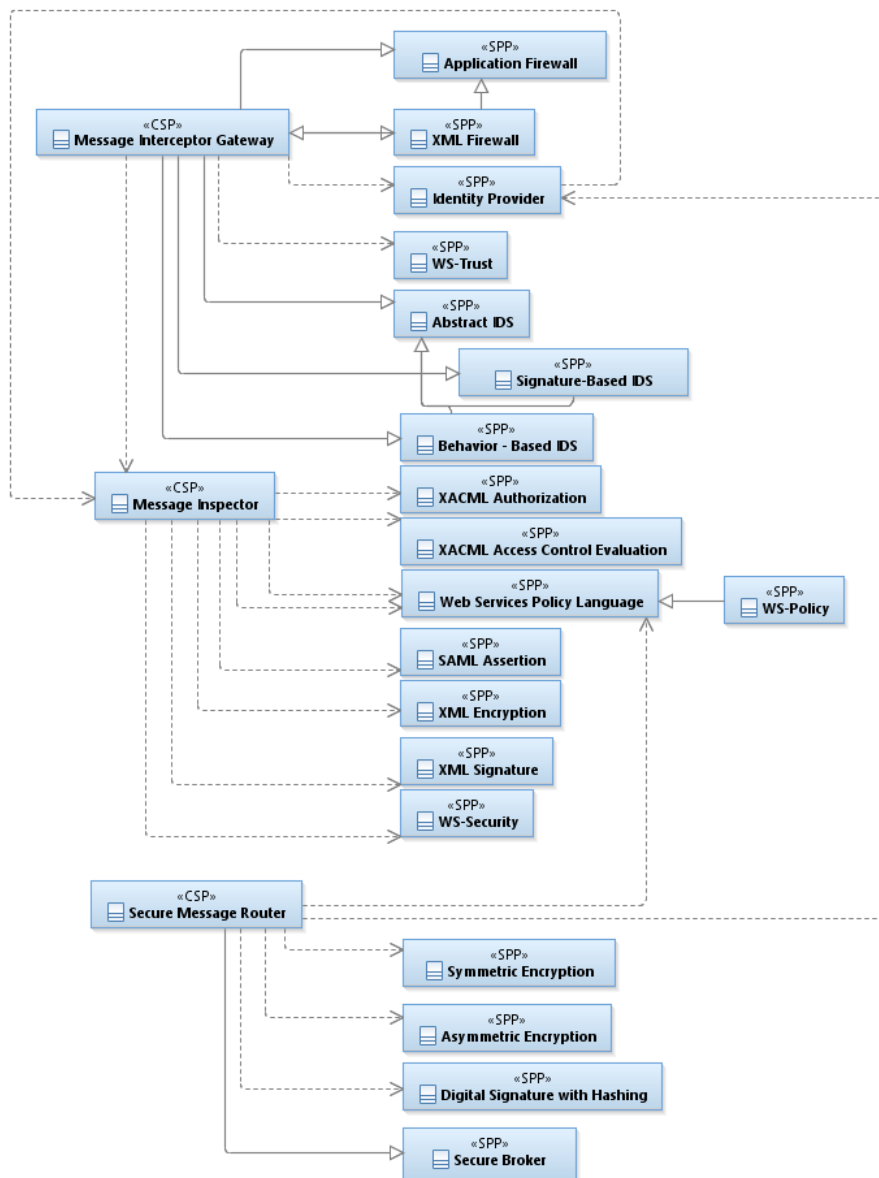 «SPP»
Application Firewall
«CSP»
Message Interceptor Gateway
«SPP»
XML Firewall
«SPP»
Identity Provider
«SPP»
WS-Trust
«SPP»
Abstract IDS
«SPP»
Signature-Based IDS
«SPP»
Behavior - Based IDS
«CSP»
Message Inspector
«SPP»
XACML Authorization
«SPP»
XACML Access Control Evaluation
«SPP»
Web Services Policy Language
«SPP»
WS-Policy
«SPP»
SAML Assertion
«SPP»
XML Encryption
«SPP»
XML Signature
«SPP»
WS-Security
«CSP»
Secure Message Router
«SPP»
Symmetric Encryption
«SPP»
Asymmetric Encryption
«SPP»
Digital Signature with Hashing
«SPP»
Secure Broker